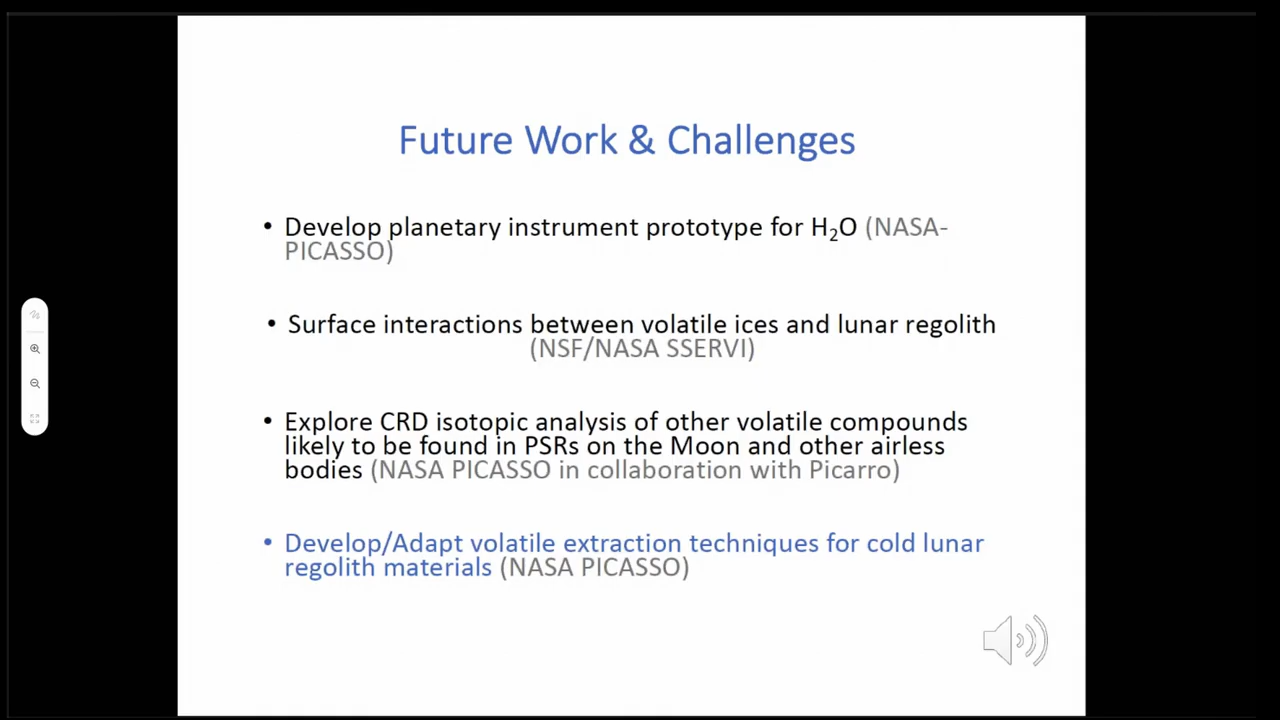 Future Work & Challenges
• Develop planetary instrument prototype for H₂O (NASA-
PICASSO)
• Surface interactions between volatile ices and lunar regolith
(NSF/NASA SSERVI)
• Explore CRD isotopic analysis of other volatile compounds
likely to be found in PSRs on the Moon and other airless
bodies (NASA PICASSO in collaboration with Picarro)
• Develop/Adapt volatile extraction techniques for cold lunar
regolith materials (NASA PICASSO)